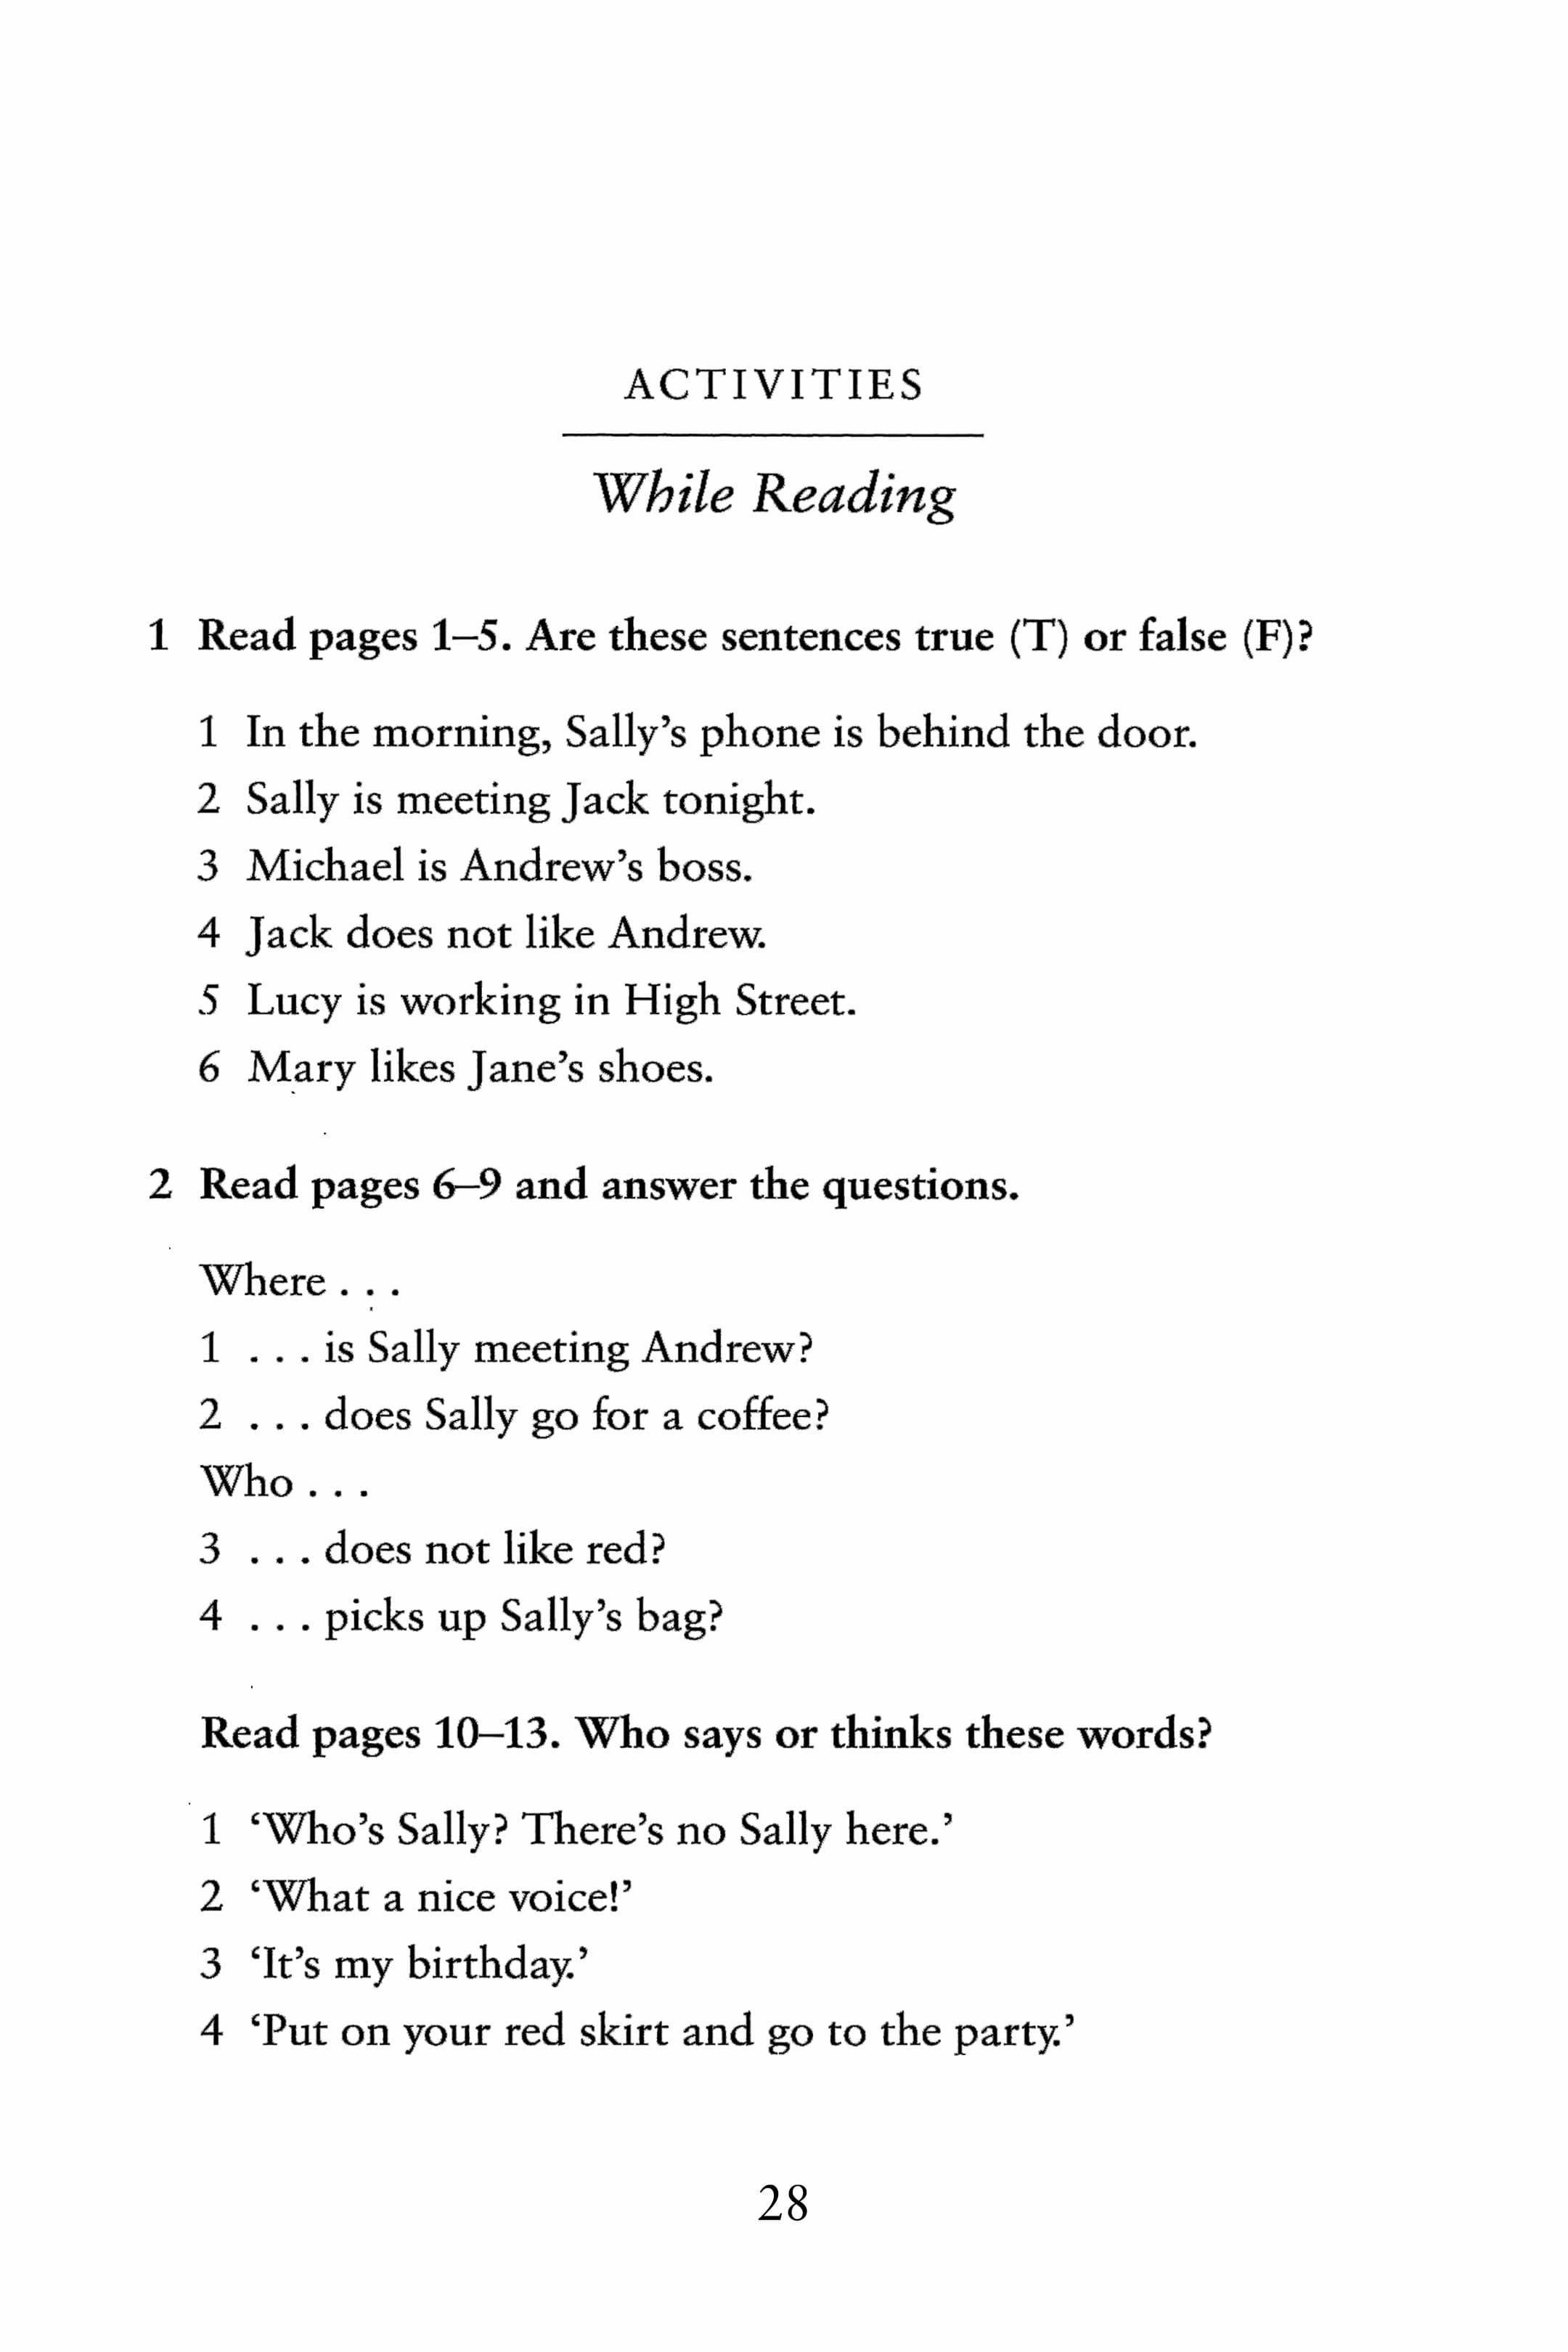 ACTIVITIES
While Reading
1 Read pages 1–5. Are these sentences true (T) or false (F)?
1 In the morning, Sally’s phone is behind the door.
2 Sally is meeting Jack tonight.
3 Michael is Andrew’s boss.
4 Jack does not like Andrew.
5 Lucy is working in High Street.
6 Mary likes Jane’s shoes.
2 Read pages 6–9 and answer the questions.
Where . . .
1 . . . is Sally meeting Andrew?
2 . . . does Sally go for a coffee?
Who . . .
3 . . . does not like red?
4 . . . picks up Sally’s bag?
Read pages 10–13. Who says or thinks these words?
1 ‘Who’s Sally? There’s no Sally here.’
2 ‘What a nice voice!’
3 ‘It’s my birthday.’
4 ‘Put on your red skirt and go to the party.’
28